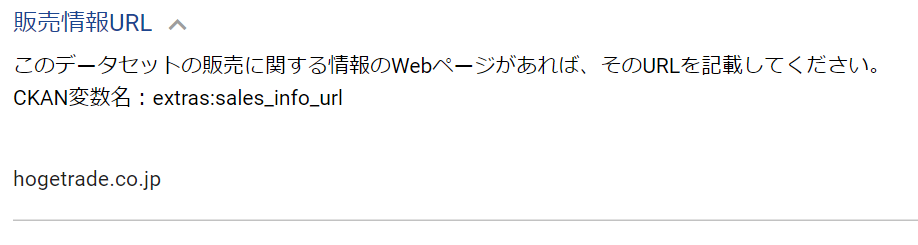 販売情報URL
このデータセットの販売に関する情報のWebページがあれば、そのURLを記載してください。
CKAN変数名：extras:sales_info_url
hogetrade.co.jp